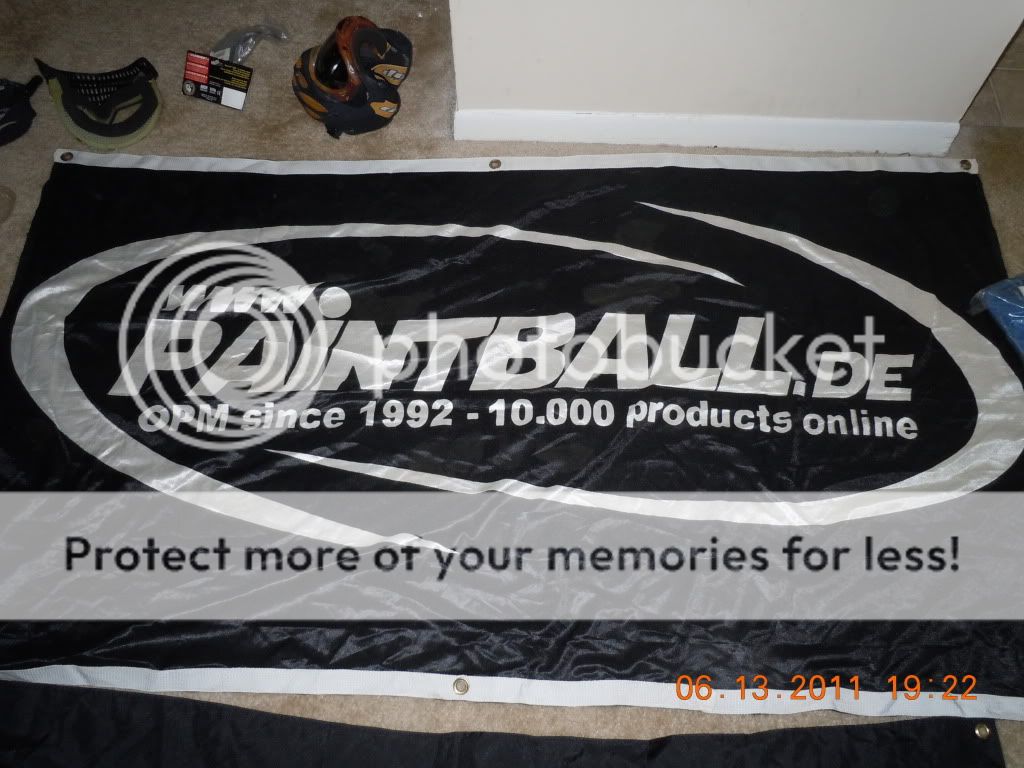 www.
PAiNTBALL.DE
OPM since 1992 - 10.000 products online
photobucket
Protect more of your memories for less!
06.13.2011 19:22